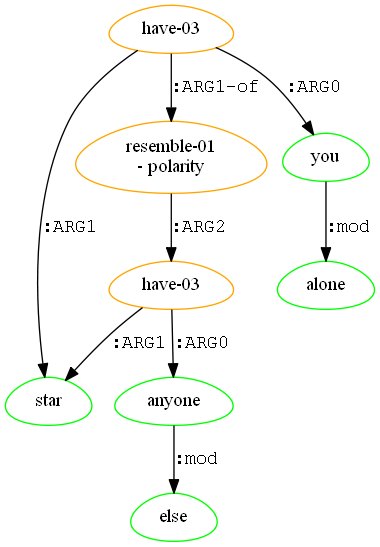 have-03
:ARG1-of
:ARG0
resemble-01
- polarity
you
:ARG1
:ARG2
:mod
have-03
alone
:ARG1
:ARG0
star
anyone
:mod
else